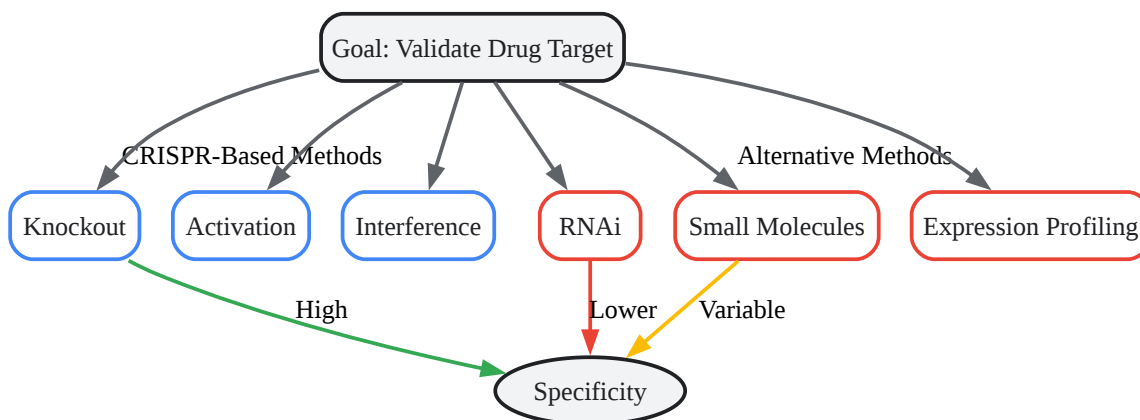 Goal: Validate Drug Target
CRISPR-Based Methods
Alternative Methods
Knockout
Activation
Interference
RNAi
Small Molecules
Expression Profiling
High
Lower
Variable
Specificity